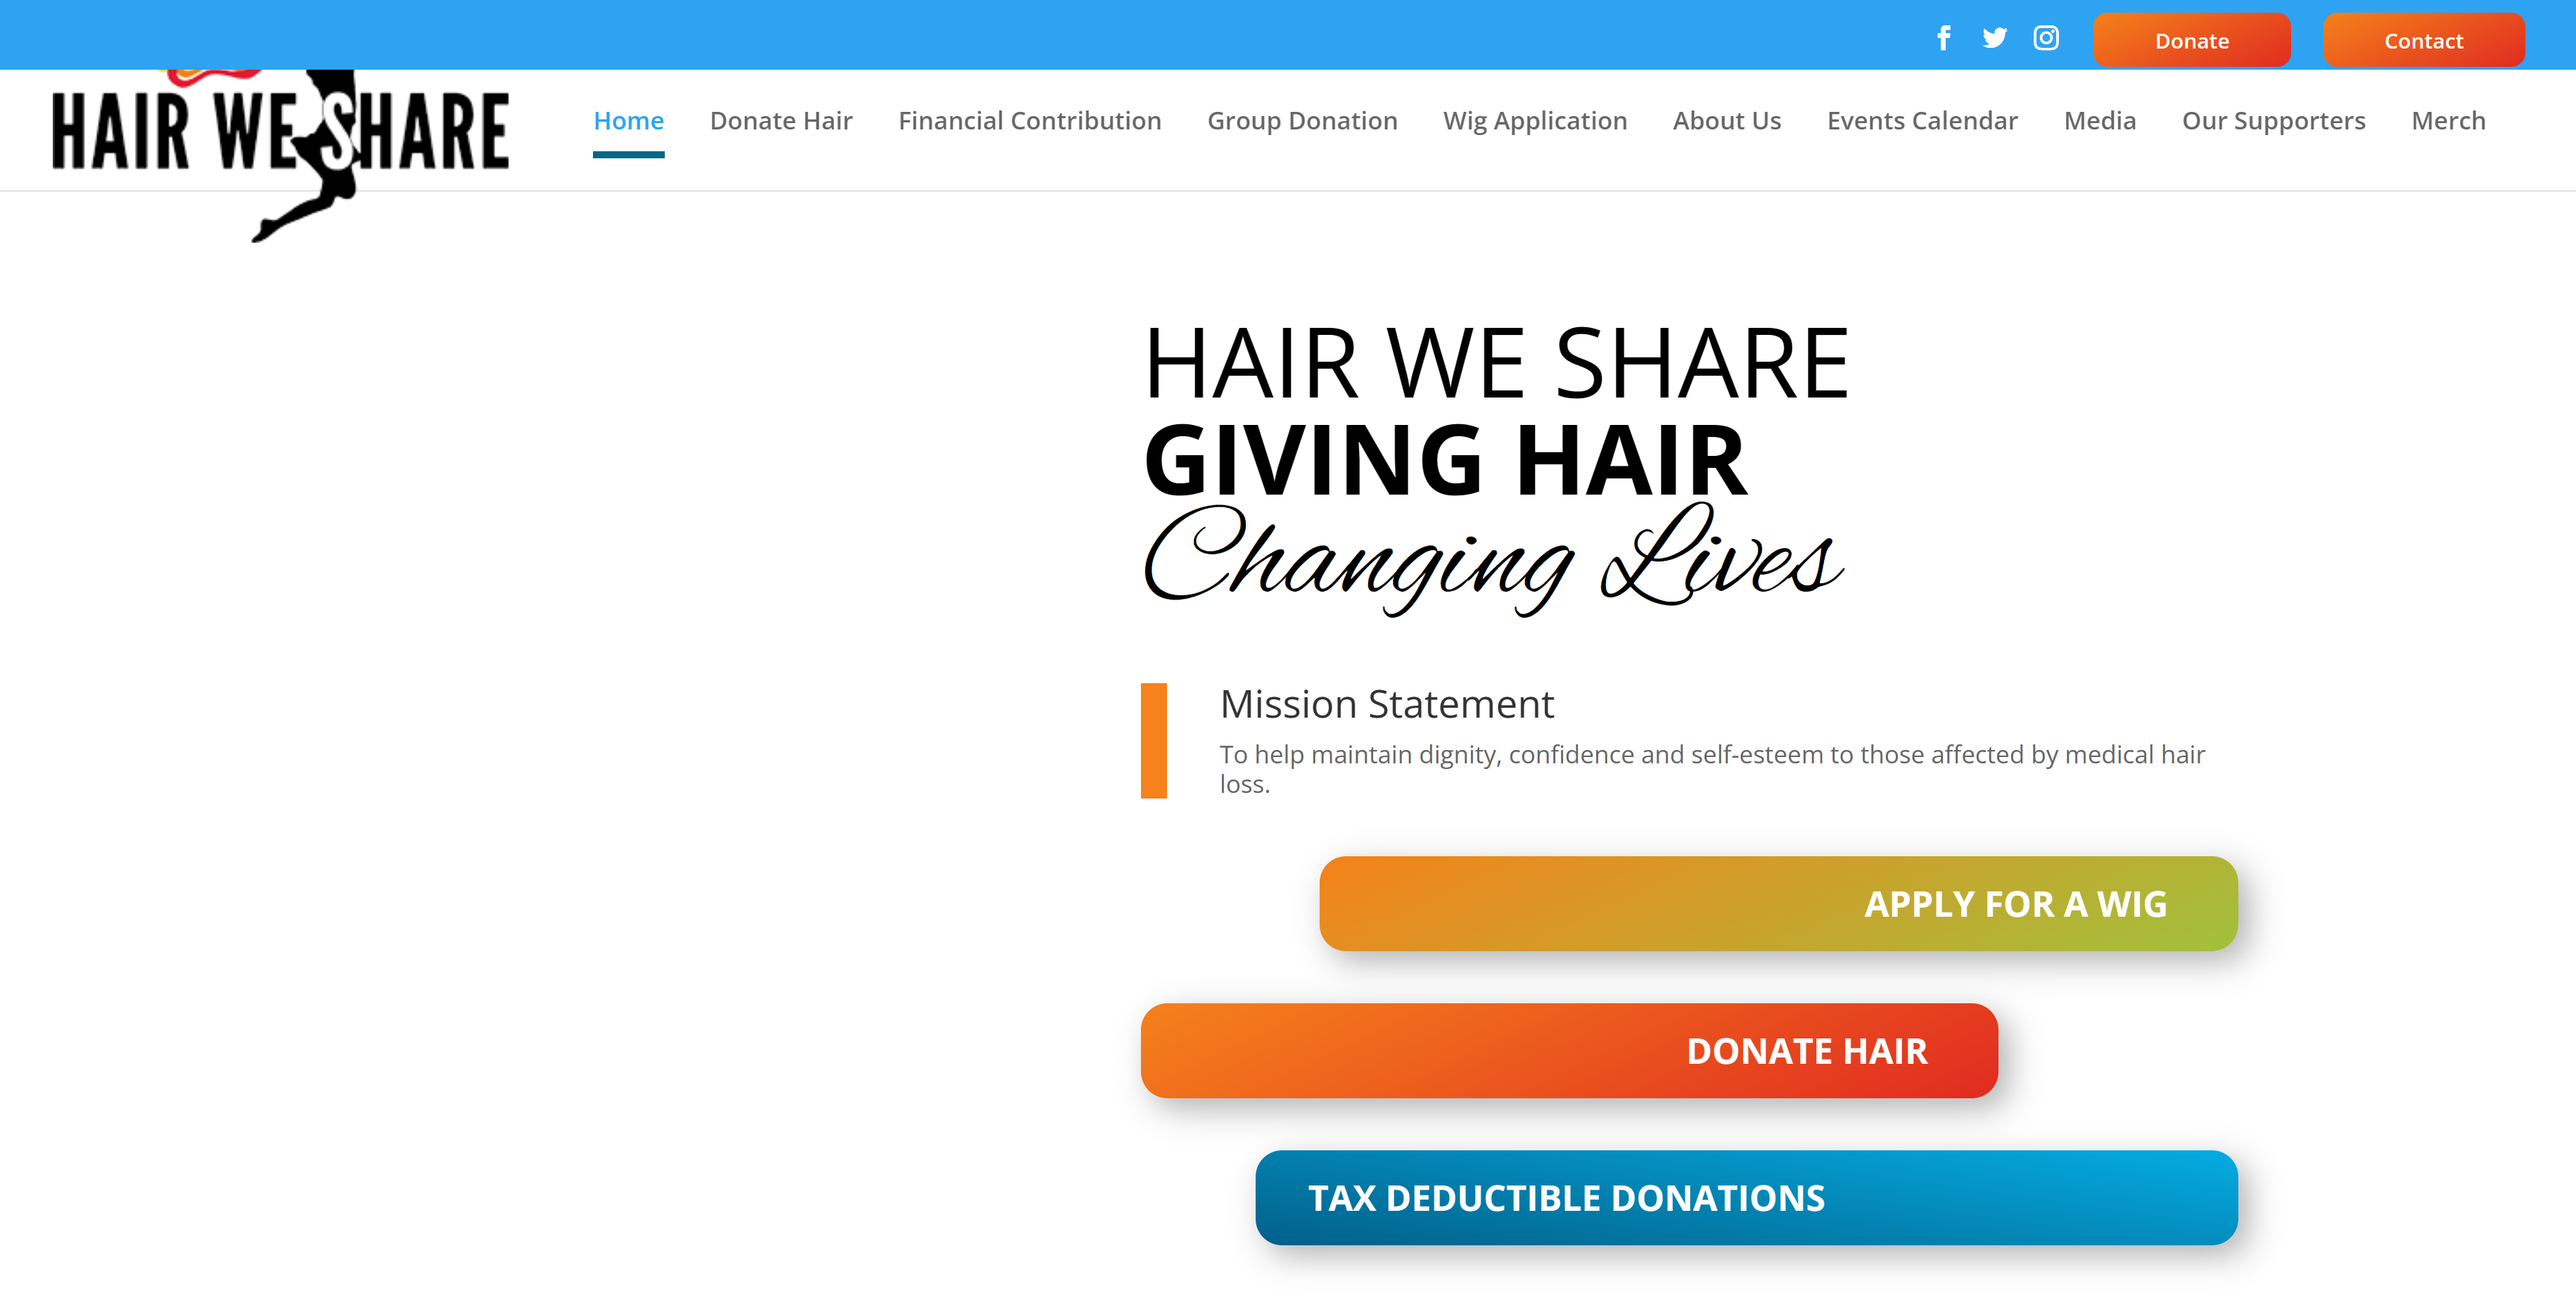 Donate Contact
HAIR WE SHARE
Home Donate Hair Financial Contribution Group Donation Wig Application About Us Events Calendar Media Our Supporters Merch
HAIR WE SHARE
GIVING HAIR
Changing Lives
Mission Statement
To help maintain dignity, confidence and self-esteem to those affected by medical hair
loss.
APPLY FOR A WIG
DONATE HAIR
TAX DEDUCTIBLE DONATIONS